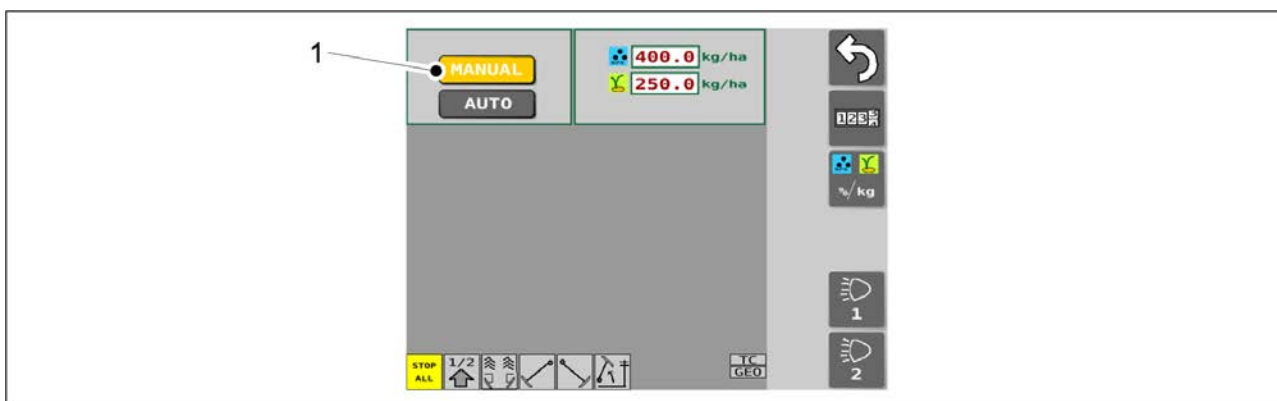 1
MANUAL
AUTO
400.0 kg/ha
250.0 kg/ha
%/kg
1
2
STOP
ALL
1/2
TC
GEO